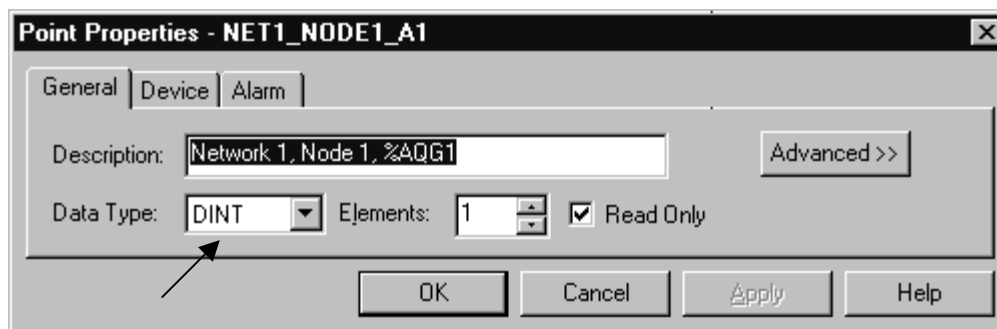 Point Properties - NET1_NODE1_A1
General Device Alarm
Description: Network 1, Node 1, %AQG1 Advanced >>
Data Type: DINT Elements: 1 Read Only
OK Cancel Apply Help